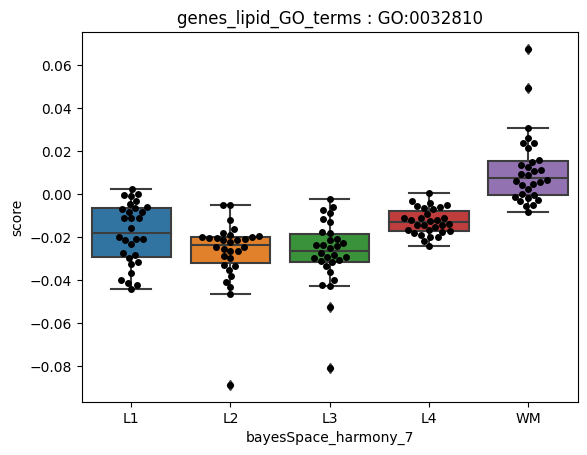 genes_lipid_GO_terms : GO:0032810
0.06
0.04
0.02
0.00
−0.02
−0.04
−0.06
−0.08
score
L1 L2 L3 L4 WM
bayesSpace_harmony_7